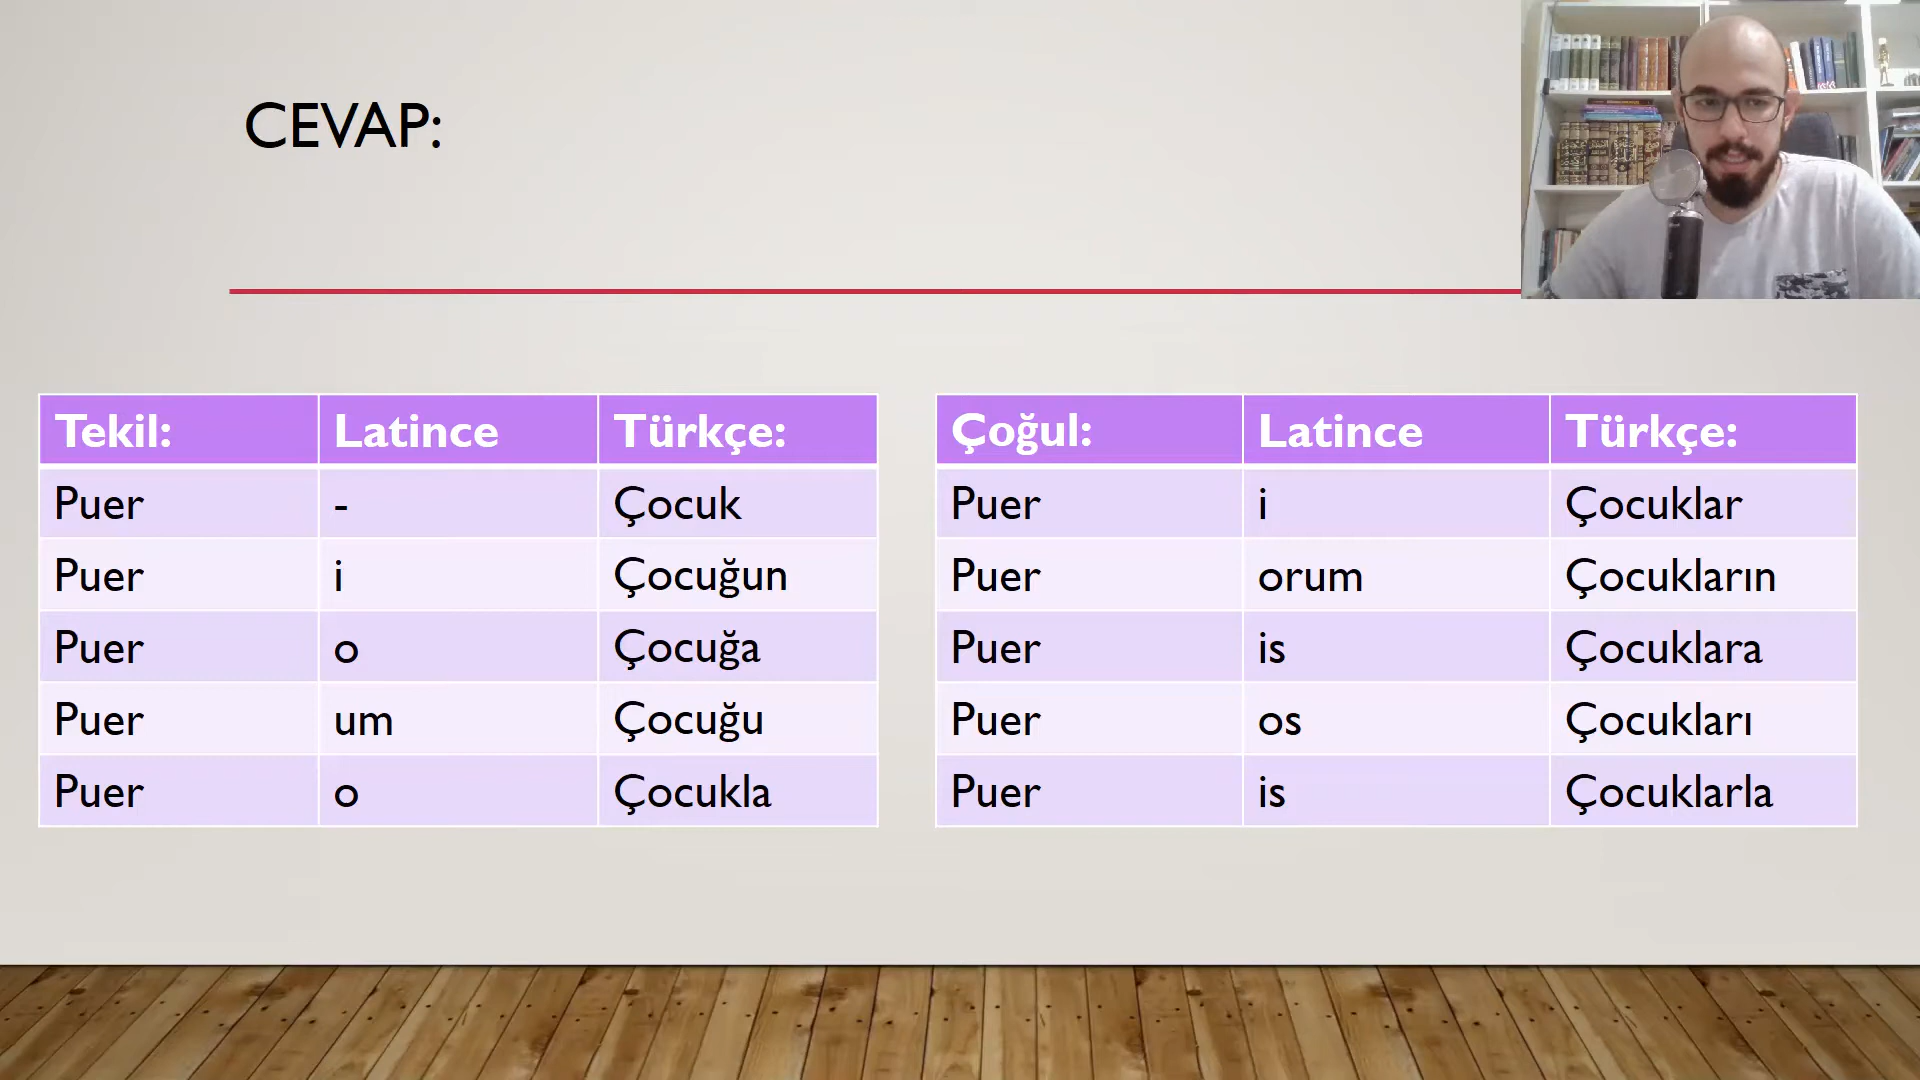 CEVAP:
Tekil: Latince Türkçe:
Puer - Çocuk
Puer i Çocuğun
Puer o Çocuğa
Puer um Çocuğu
Puer o Çocukla
Çoğul: Latince Türkçe:
Puer i Çocuklar
Puer orum Çocukların
Puer is Çocuklara
Puer os Çocukları
Puer is Çocuklarla